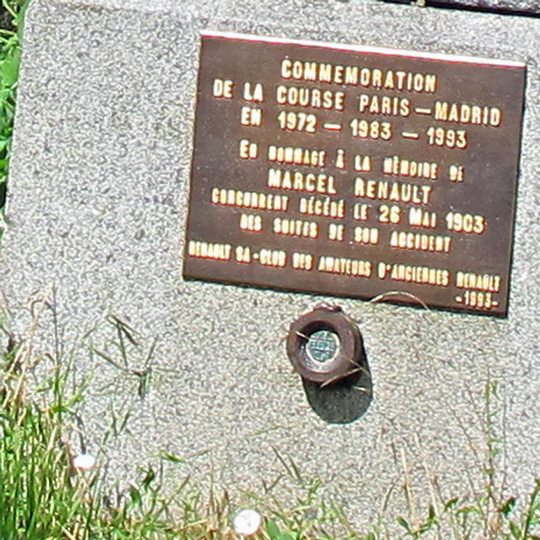 COMMEMORATION
DE LA COURSE PARIS — MADRID
EN 1972 — 1983 — 1993
EN HOMMAGE À LA MÉMOIRE DE
MARCEL RENAULT
CONCURRENT DÉCÉDÉ LE 26 MAI 1903
DES SUITES DE SON ACCIDENT
RENAULT SA - CLUB DES AMATEURS D'ANCIENNES RENAULT
-1993-